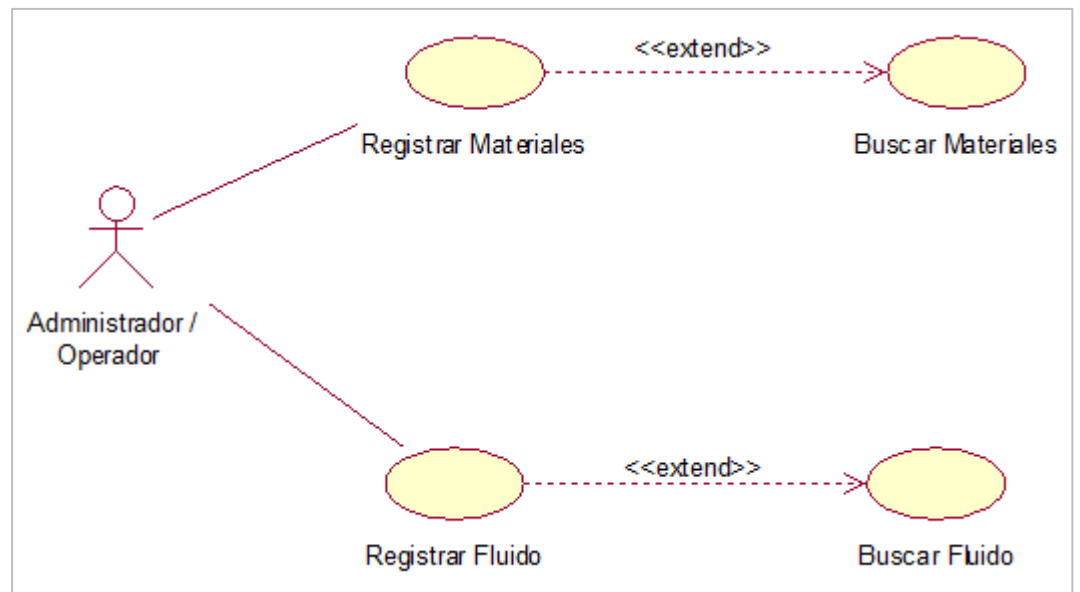 <<extend>>
Registrar Materiales
Buscar Materiales
Administrador /
Operador
<<extend>>
Registrar Fluido
Buscar Fluido